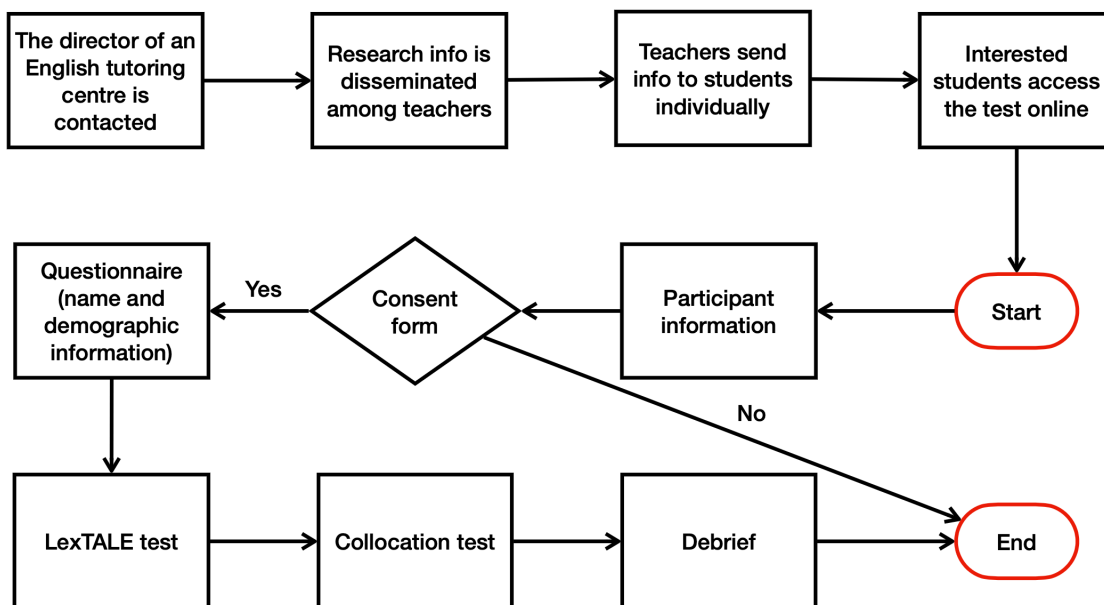 The director of an
English tutoring
centre is
contacted
Research info is
disseminated
among teachers
Teachers send
info to students
individually
Interested
students access
the test online
Questionnaire
(name and
demographic
information)
Yes
Consent
form
Participant
information
Start
No
LexTALE test
Collocation test
Debrief
End